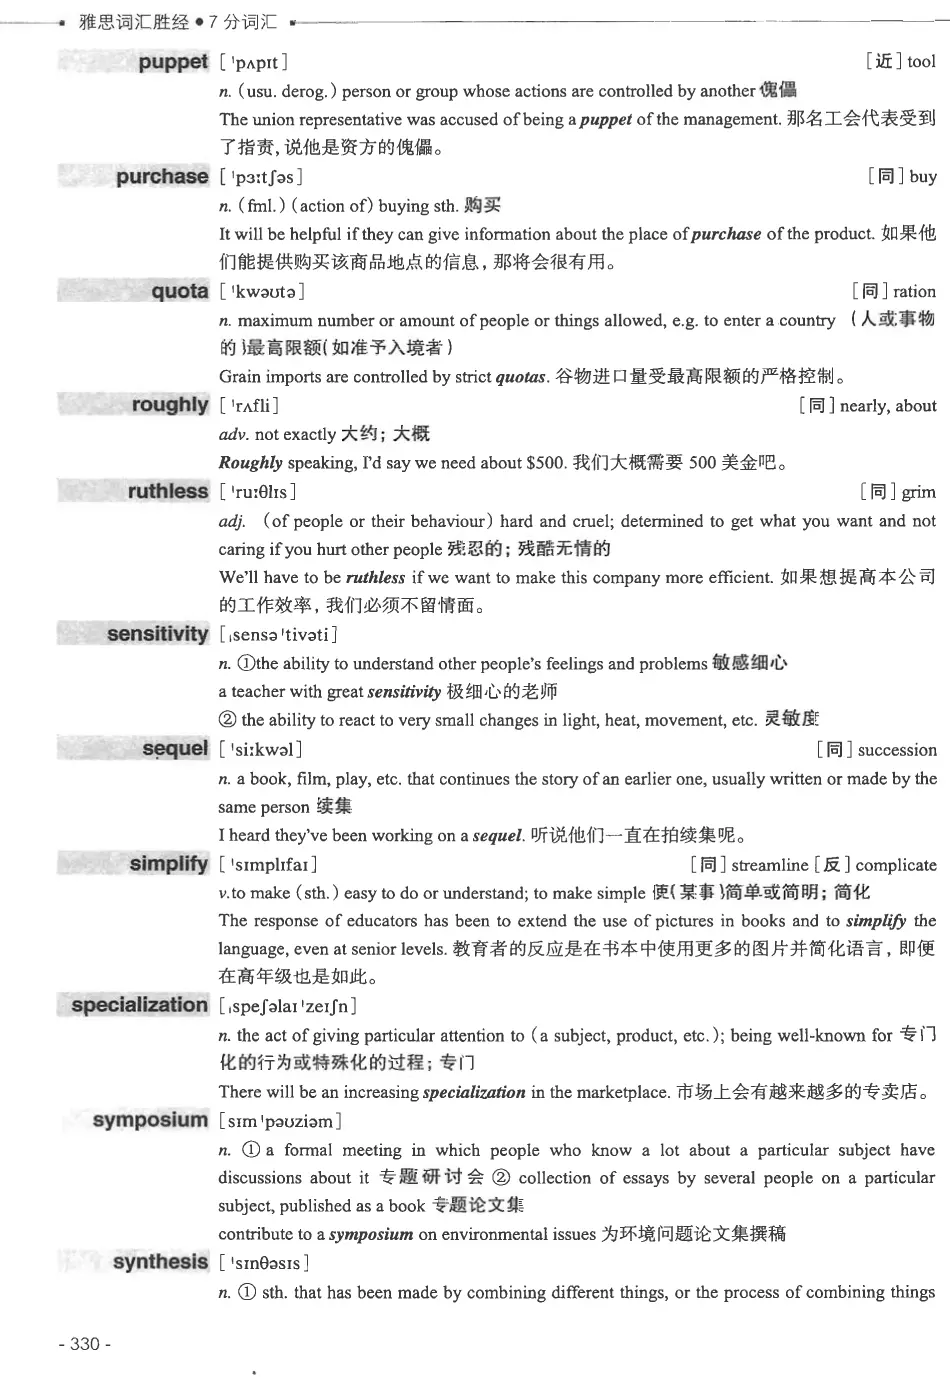 雅思词汇胜经●7分词汇
puppet [ˈpʌpɪt] [近] tool
n. (usu. derog.) person or group whose actions are controlled by another 傀儡
The union representative was accused of being a puppet of the management. 那名工会代表受到
了指责,说他是资方的傀儡。
purchase [ˈpɜːtʃəs] [同] buy
n. (fml.) (action of) buying sth. 购买
It will be helpful if they can give information about the place of purchase of the product. 如果他
们能提供购买该商品地点的信息,那将会很有用。
quota [ˈkwəʊtə] [同] ration
n. maximum number or amount of people or things allowed, e.g. to enter a country (人或事物
的)最高限额(如准予入境者)
Grain imports are controlled by strict quotas. 谷物进口量受最高限额的严格控制。
roughly [ˈrʌfli] [同] nearly, about
adv. not exactly 大约;大概
Roughly speaking, I'd say we need about $500. 我们大概需要 500 美金吧。
ruthless [ˈruːθlɪs] [同] grim
adj. (of people or their behaviour) hard and cruel; determined to get what you want and not
caring if you hurt other people 残忍的;残酷无情的
We'll have to be ruthless if we want to make this company more efficient. 如果想提高本公司
的工作效率,我们必须不留情面。
sensitivity [ˌsensəˈtivəti]
n. ①the ability to understand other people's feelings and problems 敏感细心
a teacher with great sensitivity 极细心的老师
② the ability to react to very small changes in light, heat, movement, etc. 灵敏度
sequel [ˈsiːkwəl] [同] succession
n. a book, film, play, etc. that continues the story of an earlier one, usually written or made by the
same person 续集
I heard they've been working on a sequel. 听说他们一直在拍续集呢。
simplify [ˈsɪmplɪfaɪ] [同] streamline [反] complicate
v. to make (sth.) easy to do or understand; to make simple 使(某事)简单或简明;简化
The response of educators has been to extend the use of pictures in books and to simplify the
language, even at senior levels. 教育者的反应是在书本中使用更多的图片并简化语言,即便
在高年级也是如此。
specialization [ˌspeʃəlaɪˈzeɪʃn]
n. the act of giving particular attention to (a subject, product, etc.); being well-known for 专门
化的行为或特殊化的过程;专门
There will be an increasing specialization in the marketplace. 市场上会有越来越多的专卖店。
symposium [sɪmˈpəʊziəm]
n. ① a formal meeting in which people who know a lot about a particular subject have
discussions about it 专题研讨会 ② collection of essays by several people on a particular
subject, published as a book 专题论文集
contribute to a symposium on environmental issues 为环境问题论文集撰稿
synthesis [ˈsɪnθəsɪs]
n. ① sth. that has been made by combining different things, or the process of combining things
- 330 -